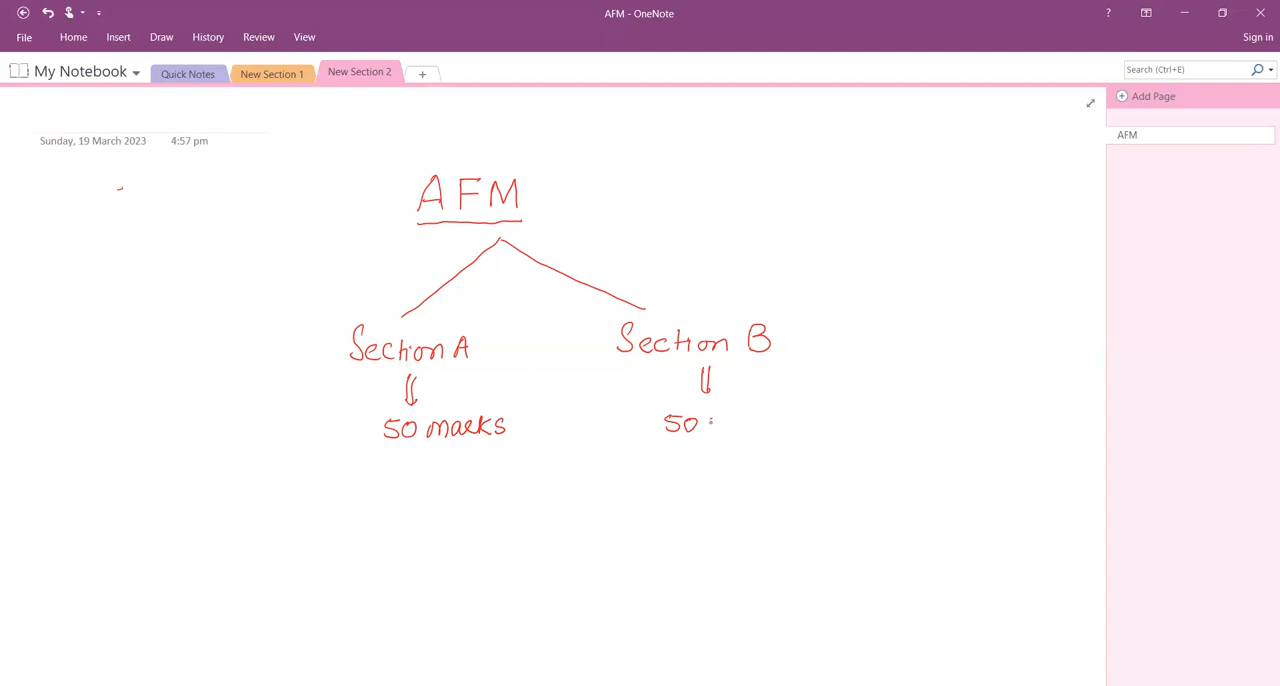 AFM - OneNote
?
File Home Insert Draw History Review View Sign in
My Notebook Quick Notes New Section 1 New Section 2 + Search (Ctrl+E)
Add Page
AFM
Sunday, 19 March 2023 4:57 pm
AFM
Section A Section B
50 marks 50